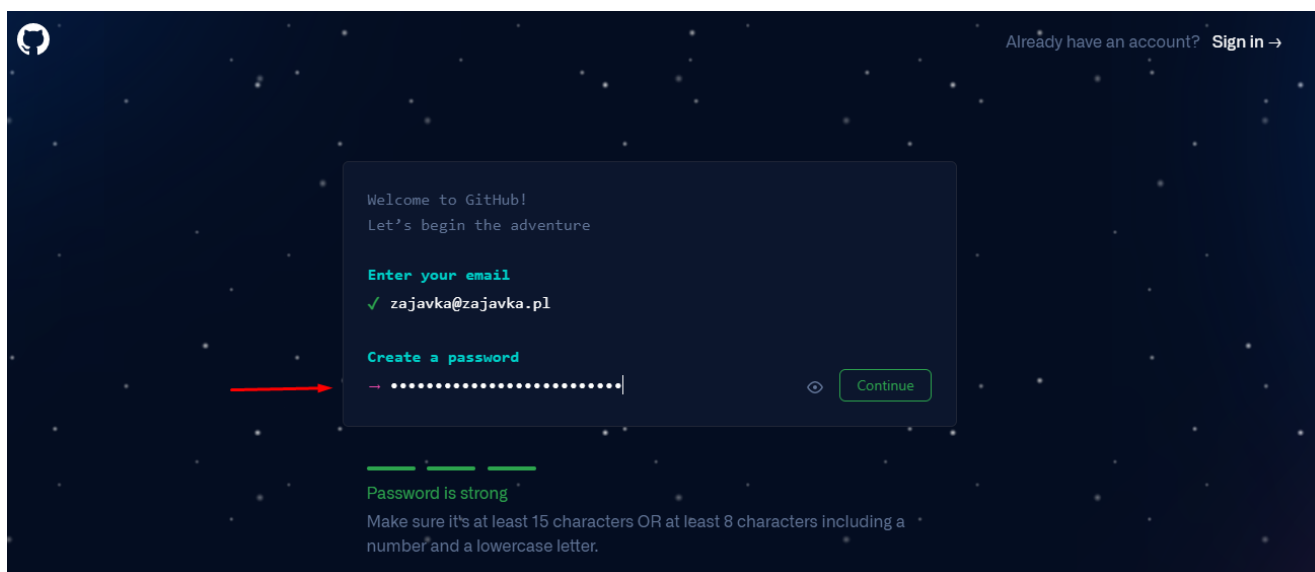 Already have an account? Sign in →
Welcome to GitHub!
Let’s begin the adventure
Enter your email
✓ zajavka@zajavka.pl
Create a password
→ ••••••••••••••••••••••••••
Continue
Password is strong
Make sure it's at least 15 characters OR at least 8 characters including a
number and a lowercase letter.